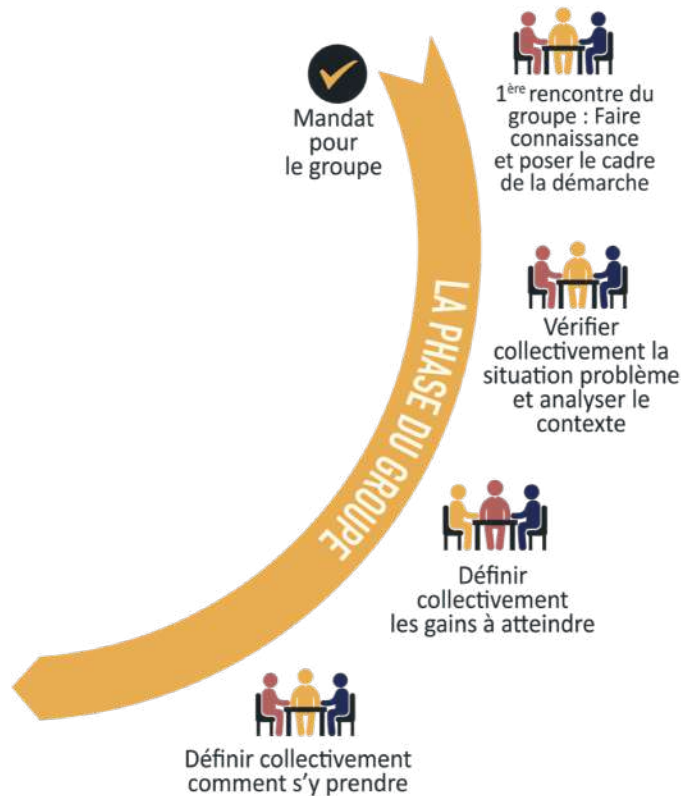 Mandat
pour
le groupe
1ère rencontre du
groupe : Faire
connaissance
et poser le cadre
de la démarche
LA PHASE DU GROUPE
Vérifier
collectivement la
situation problème
et analyser le
contexte
Définir
collectivement
les gains à atteindre
Définir collectivement
comment s’y prendre